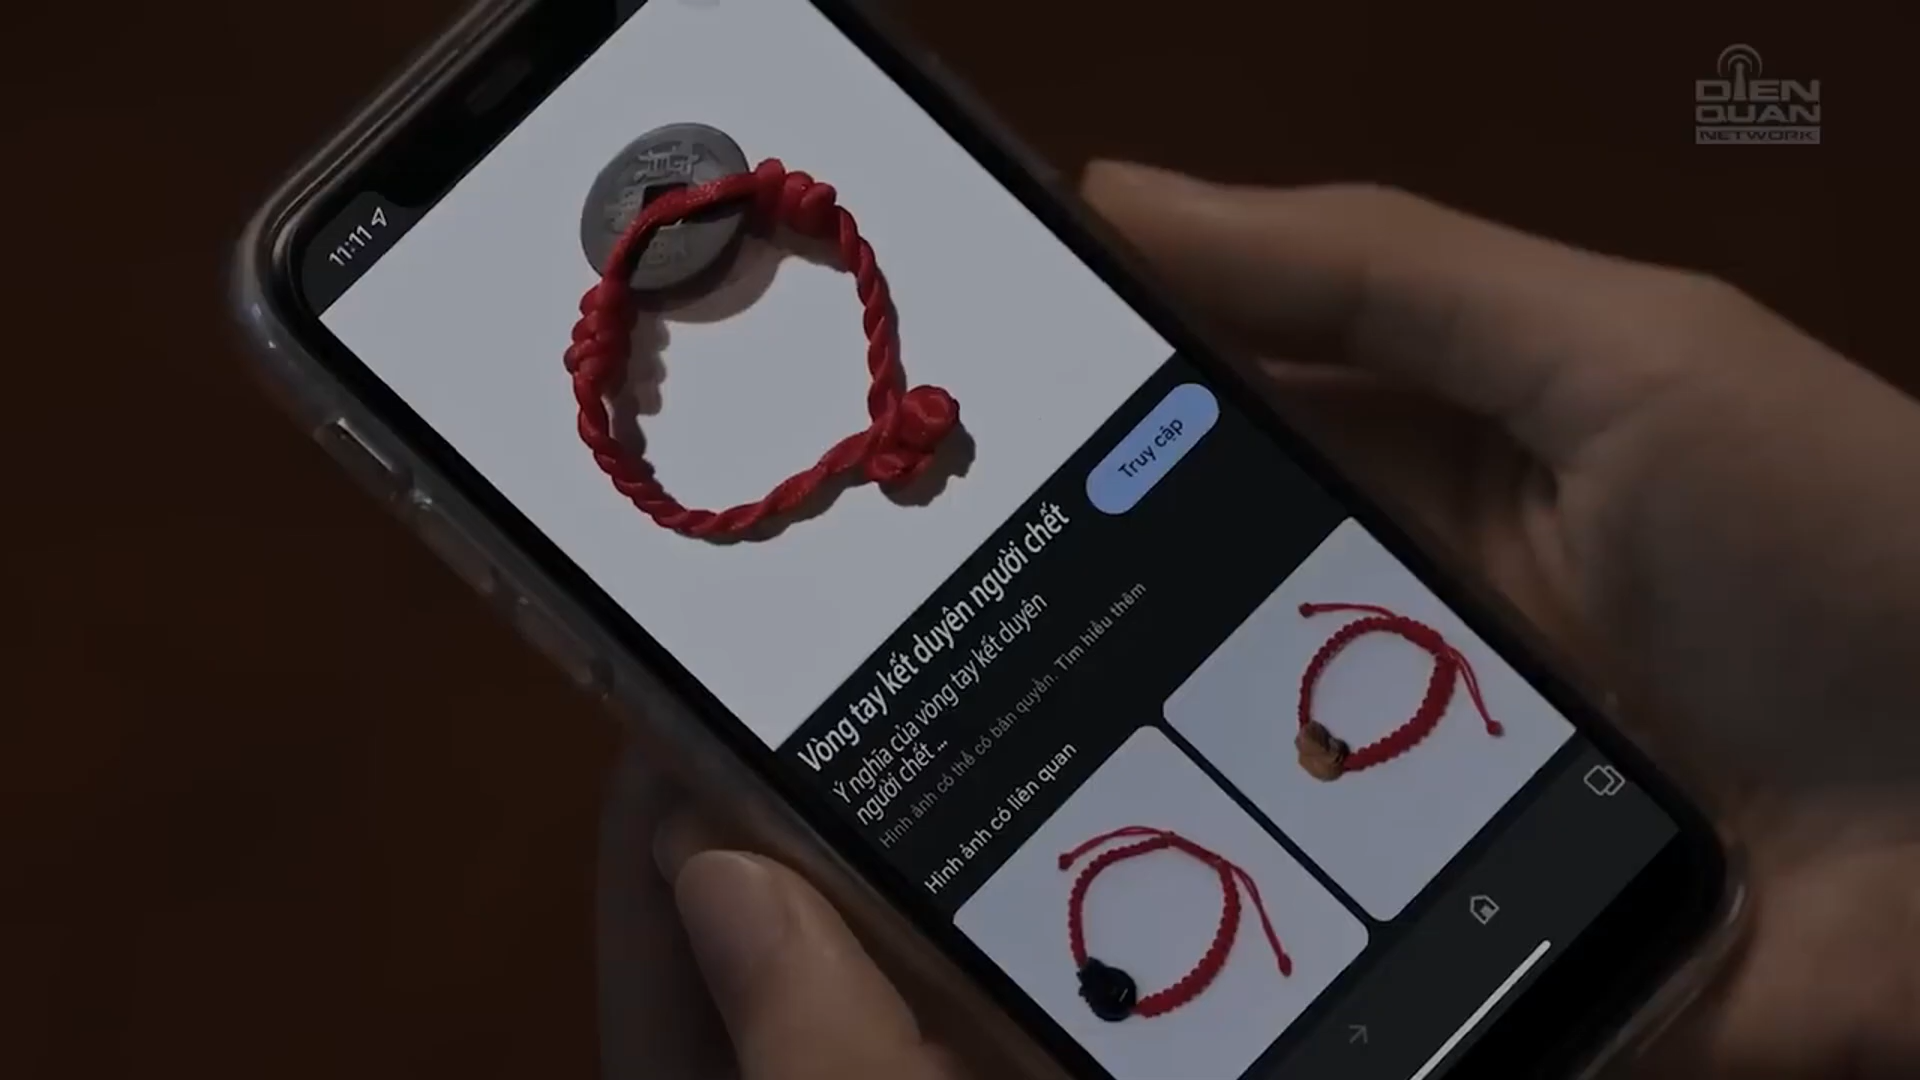 DIEN
QUAN
NETWORK
11:11
Truy cập
Vòng tay kết duyên người chết
Ý nghĩa của vòng tay kết duyên
người chết ...
Hình ảnh có thể có bản quyền. Tìm hiểu thêm
Hình ảnh có liên quan